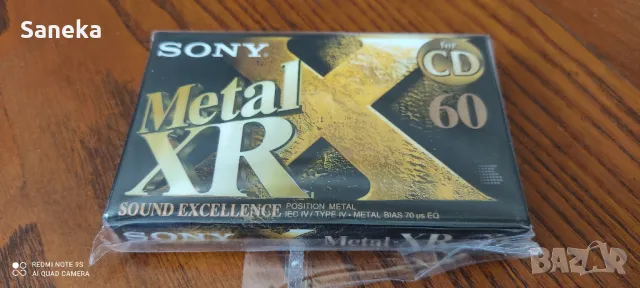 Saneka
SONY
for
CD
Metal
XR X
60
SOUND EXCELLENCE
POSITION METAL
IEC IV / TYPE IV • METAL BIAS 70 µs EQ
SONY
Metal-XR
REDMI NOTE 9S
AI QUAD CAMERA
BAZAR
bg